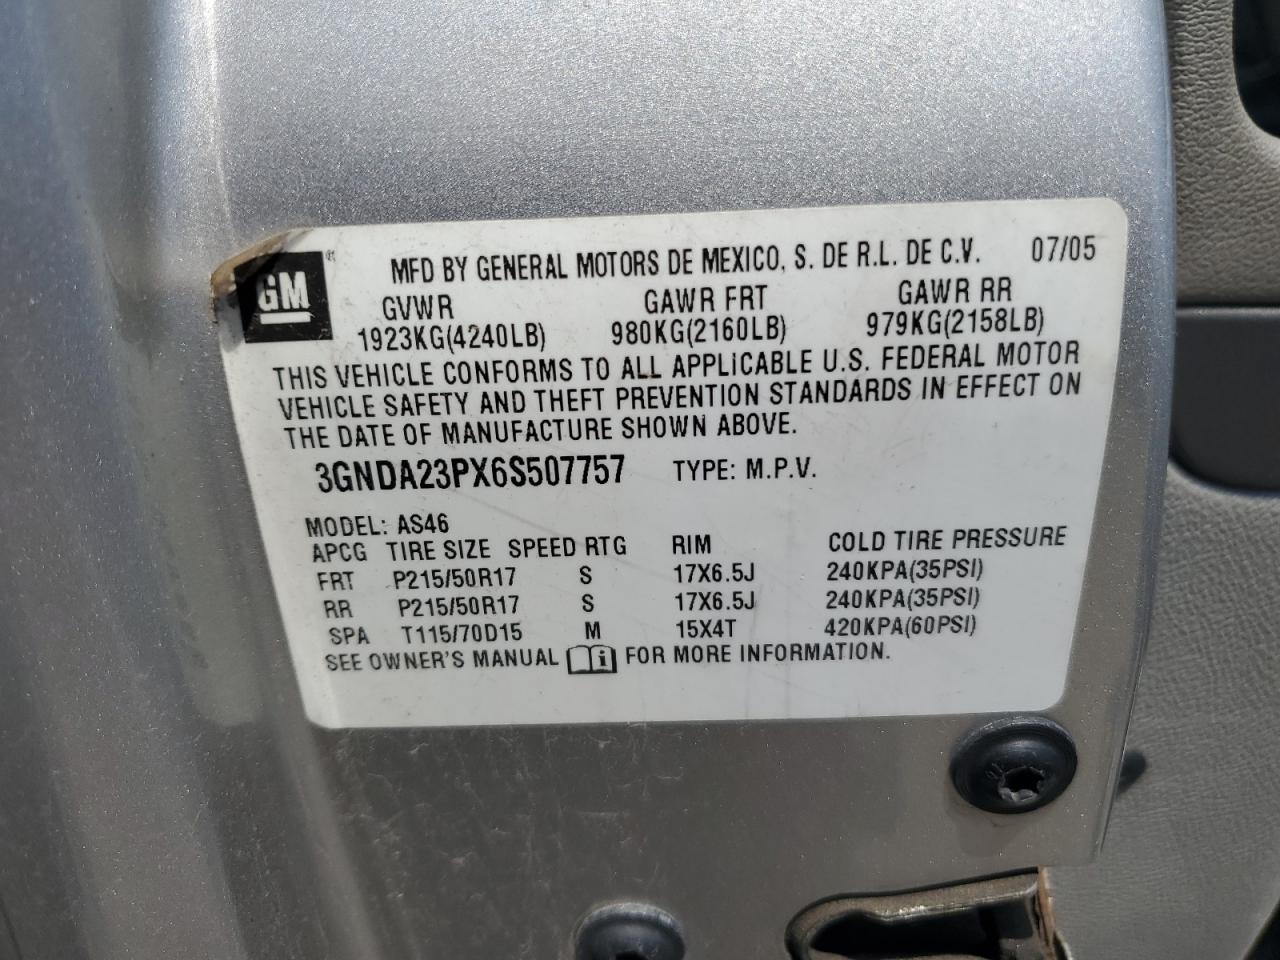 GM ®
MFD BY GENERAL MOTORS DE MEXICO, S. DE R.L. DE C.V. 07/05
GVWR GAWR FRT GAWR RR
1923KG(4240LB) 980KG(2160LB) 979KG(2158LB)
THIS VEHICLE CONFORMS TO ALL APPLICABLE U.S. FEDERAL MOTOR
VEHICLE SAFETY AND THEFT PREVENTION STANDARDS IN EFFECT ON
THE DATE OF MANUFACTURE SHOWN ABOVE.
3GNDA23PX6S507757 TYPE: M.P.V.
MODEL: AS46
APCG TIRE SIZE SPEED RTG RIM COLD TIRE PRESSURE
FRT P215/50R17 S 17X6.5J 240KPA(35PSI)
RR P215/50R17 S 17X6.5J 240KPA(35PSI)
SPA T115/70D15 M 15X4T 420KPA(60PSI)
SEE OWNER'S MANUAL i FOR MORE INFORMATION.